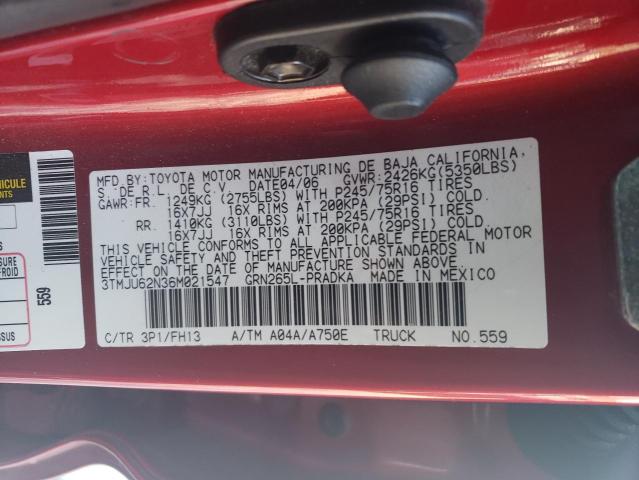 MFD.BY:TOYOTA MOTOR MANUFACTURING DE BAJA CALIFORNIA,
S. DE R.L. DE C.V. DATE04/06 GVWR:2426KG(5350LBS)
GAWR:FR. 1249KG (2755LBS) WITH P245/75R16 TIRES
16X7JJ 16X RIMS AT 200KPA (29PSI) COLD.
RR. 1410KG (3110LBS) WITH P245/75R16 TIRES
16X7JJ 16X RIMS AT 200KPA (29PSI) COLD.
THIS VEHICLE CONFORMS TO ALL APPLICABLE FEDERAL MOTOR
VEHICLE SAFETY AND THEFT PREVENTION STANDARDS IN
EFFECT ON THE DATE OF MANUFACTURE SHOWN ABOVE
3TMJU62N36M021547 GRN265L-PRADKA MADE IN MEXICO
C/TR 3P1/FH13 A/TM A04A/A750E TRUCK NO.559
559